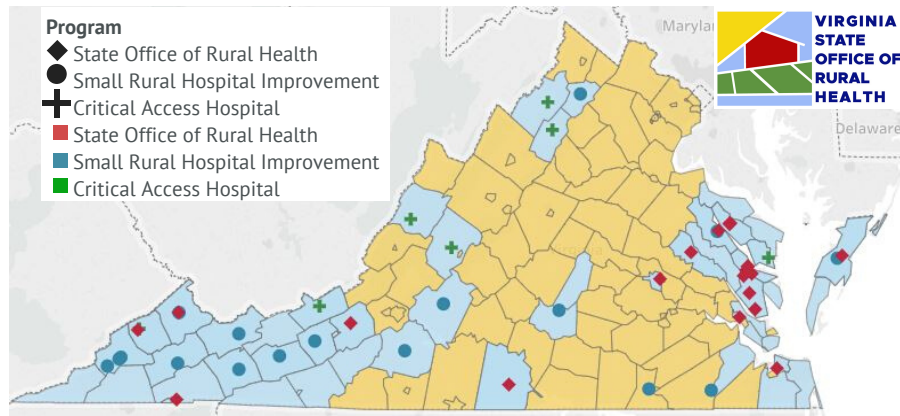 Program
State Office of Rural Health
Small Rural Hospital Improvement
Critical Access Hospital
State Office of Rural Health
Small Rural Hospital Improvement
Critical Access Hospital
Maryland
VIRGINIA
STATE
OFFICE OF
RURAL
HEALTH
Delaware